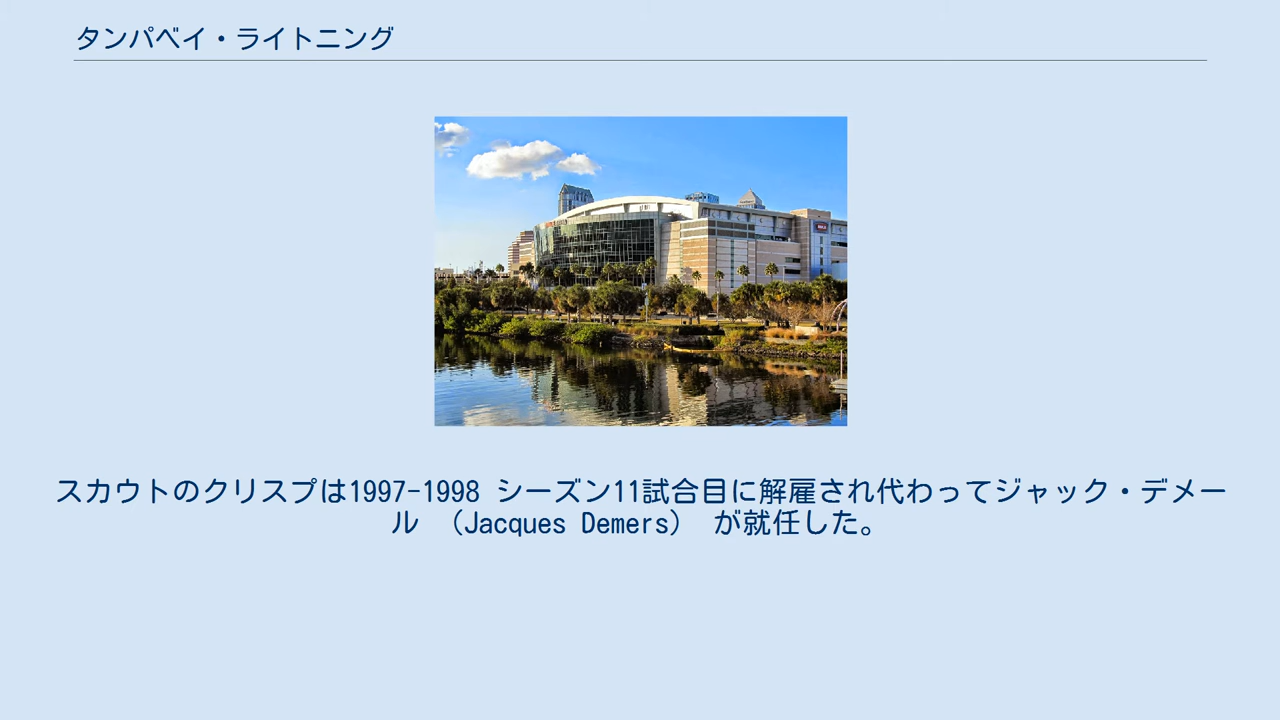 タンパベイ・ライトニング
スカウトのクリスプは1997-1998 シーズン11試合目に解雇され代わってジャック・デメー
ル （Jacques Demers） が就任した。